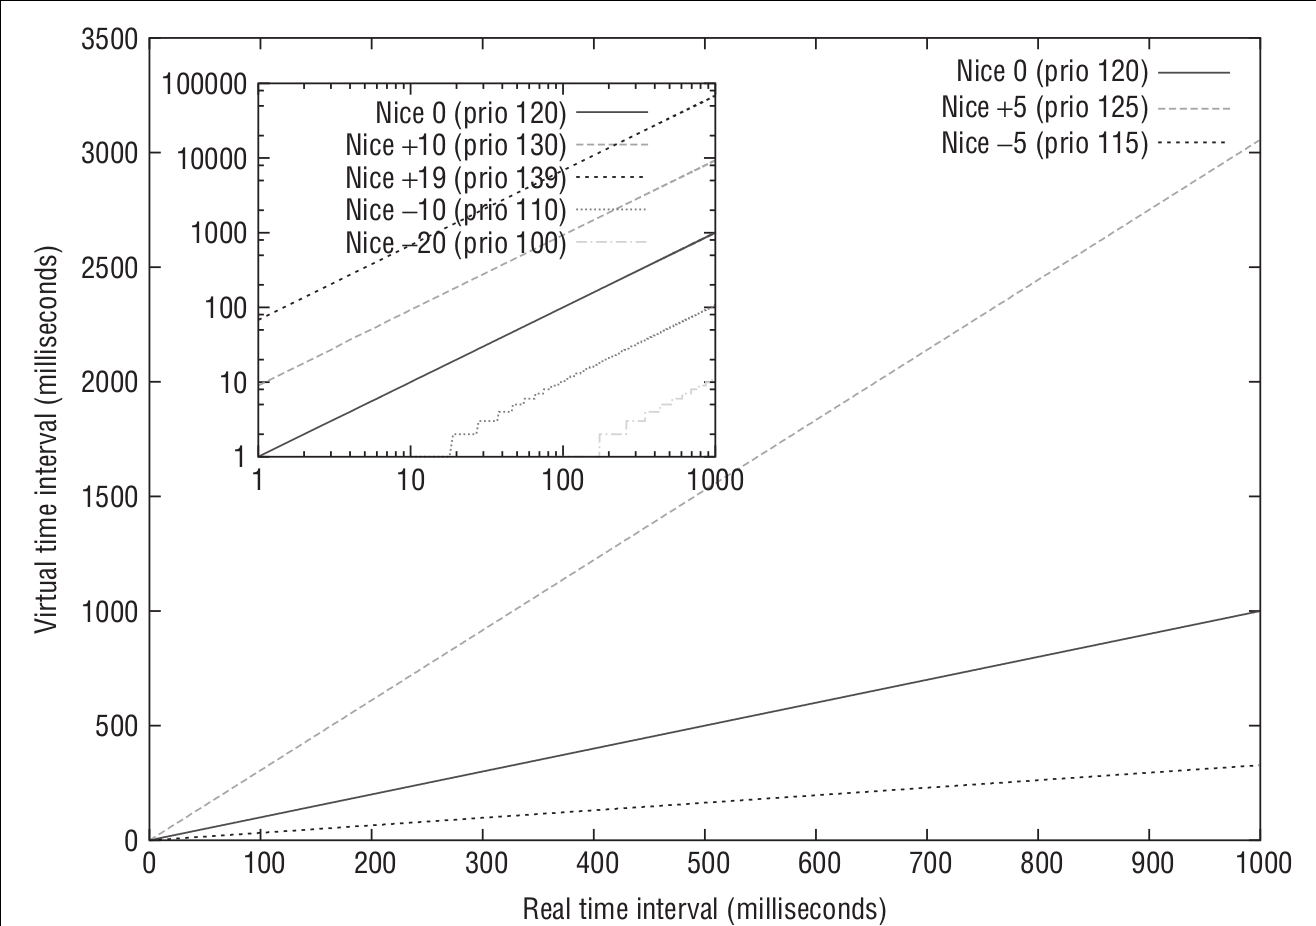 3500
3000
2500
2000
1500
1000
500
0
Virtual time interval (milliseconds)
100000
10000
1000
100
10
1
Nice 0 (prio 120)
Nice +10 (prio 130)
Nice +19 (prio 139)
Nice −10 (prio 110)
Nice −20 (prio 100)
1 10 100 1000
Nice 0 (prio 120)
Nice +5 (prio 125)
Nice −5 (prio 115)
0 100 200 300 400 500 600 700 800 900 1000
Real time interval (milliseconds)